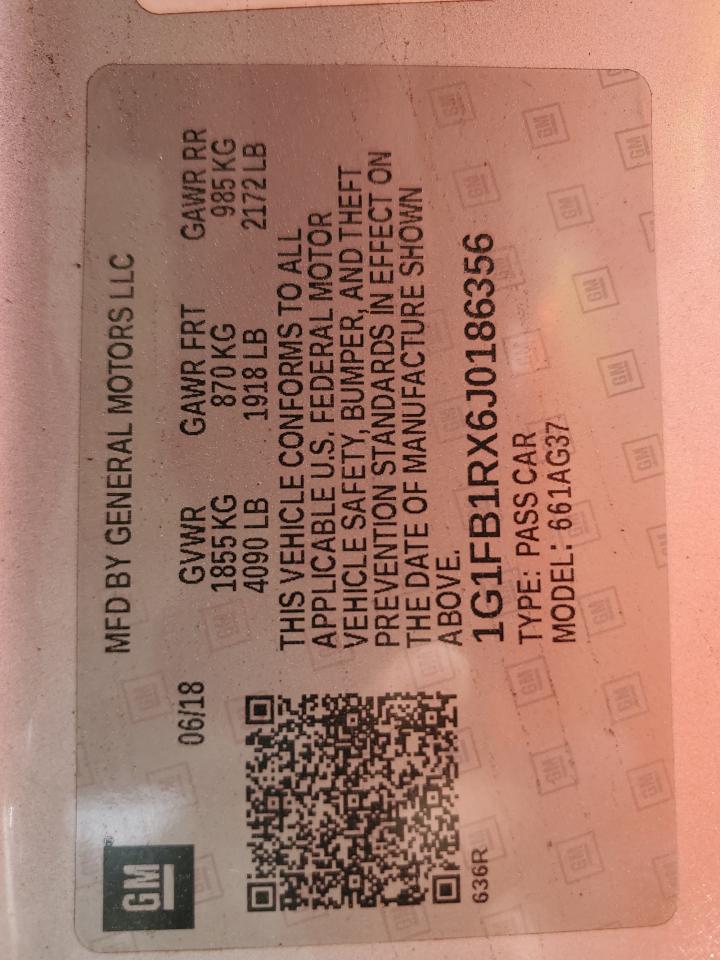 GM
MFD BY GENERAL MOTORS LLC
06/18
GVWR GAWR FRT GAWR RR
1855 KG 870 KG 985 KG
4090 LB 1918 LB 2172 LB
THIS VEHICLE CONFORMS TO ALL
APPLICABLE U.S. FEDERAL MOTOR
VEHICLE SAFETY, BUMPER, AND THEFT
PREVENTION STANDARDS IN EFFECT ON
THE DATE OF MANUFACTURE SHOWN
ABOVE.
1G1FB1RX6J0186356
TYPE: PASS CAR
MODEL: 661AG37
636R